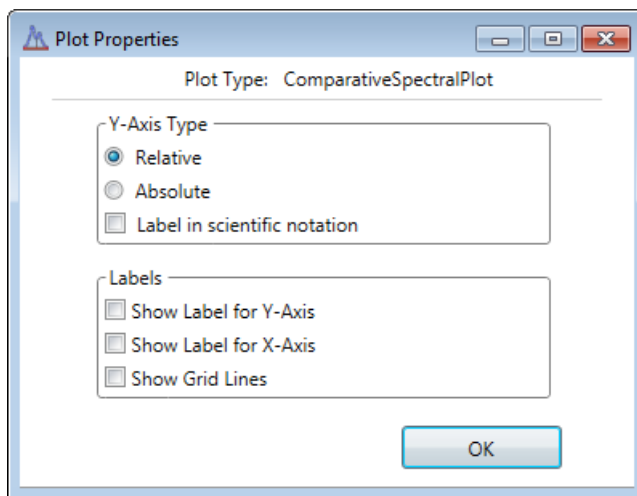 Plot Properties
Plot Type: ComparativeSpectralPlot
Y-Axis Type
Relative
Absolute
Label in scientific notation
Labels
Show Label for Y-Axis
Show Label for X-Axis
Show Grid Lines
OK